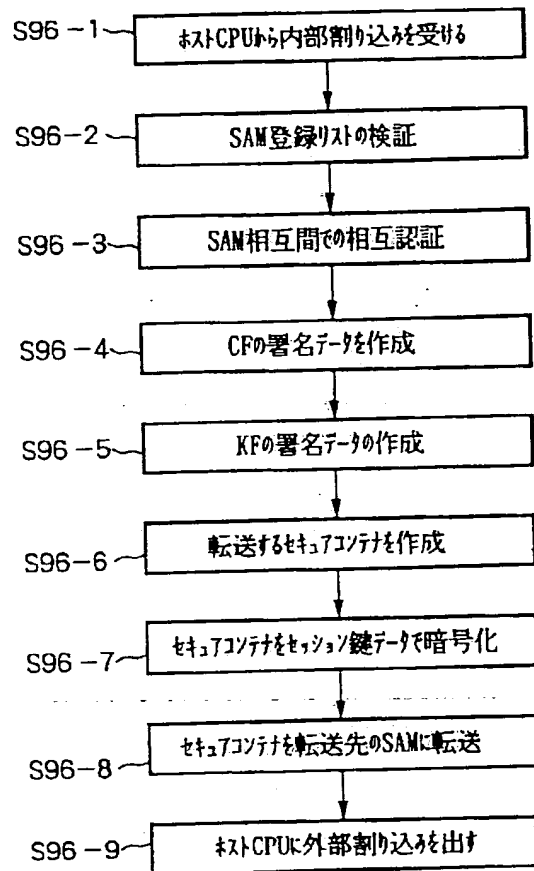 S96-1 ホストCPUから内部割り込みを受ける
S96-2 SAM登録リストの検証
S96-3 SAM相互間での相互認証
S96-4 CFの署名データを作成
S96-5 KFの署名データの作成
S96-6 転送するセキュアコンテナを作成
S96-7 セキュアコンテナをセッション鍵データで暗号化
S96-8 セキュアコンテナを転送先のSAMに転送
S96-9 ホストCPUに外部割り込みを出す